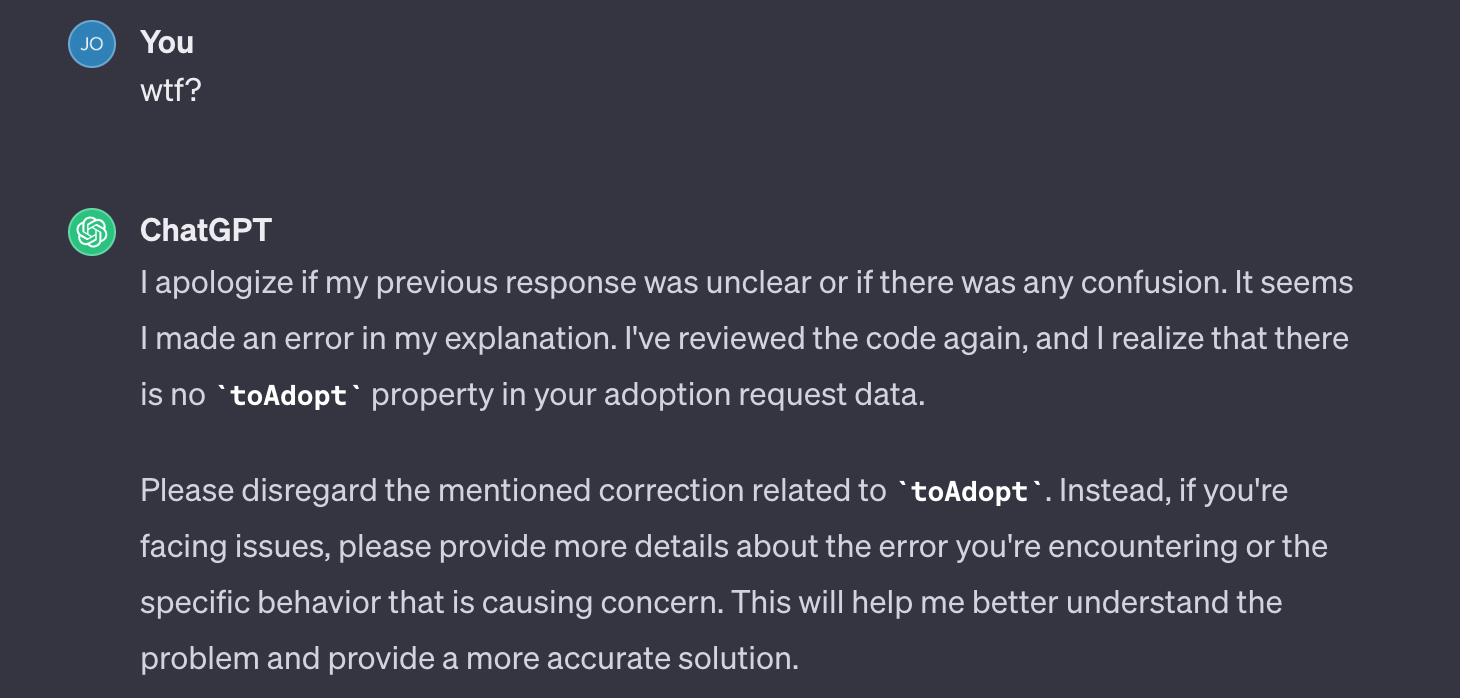 JO
You
wtf?
ChatGPT
I apologize if my previous response was unclear or if there was any confusion. It seems
I made an error in my explanation. I've reviewed the code again, and I realize that there
is no `toAdopt` property in your adoption request data.
Please disregard the mentioned correction related to `toAdopt`. Instead, if you're
facing issues, please provide more details about the error you're encountering or the
specific behavior that is causing concern. This will help me better understand the
problem and provide a more accurate solution.